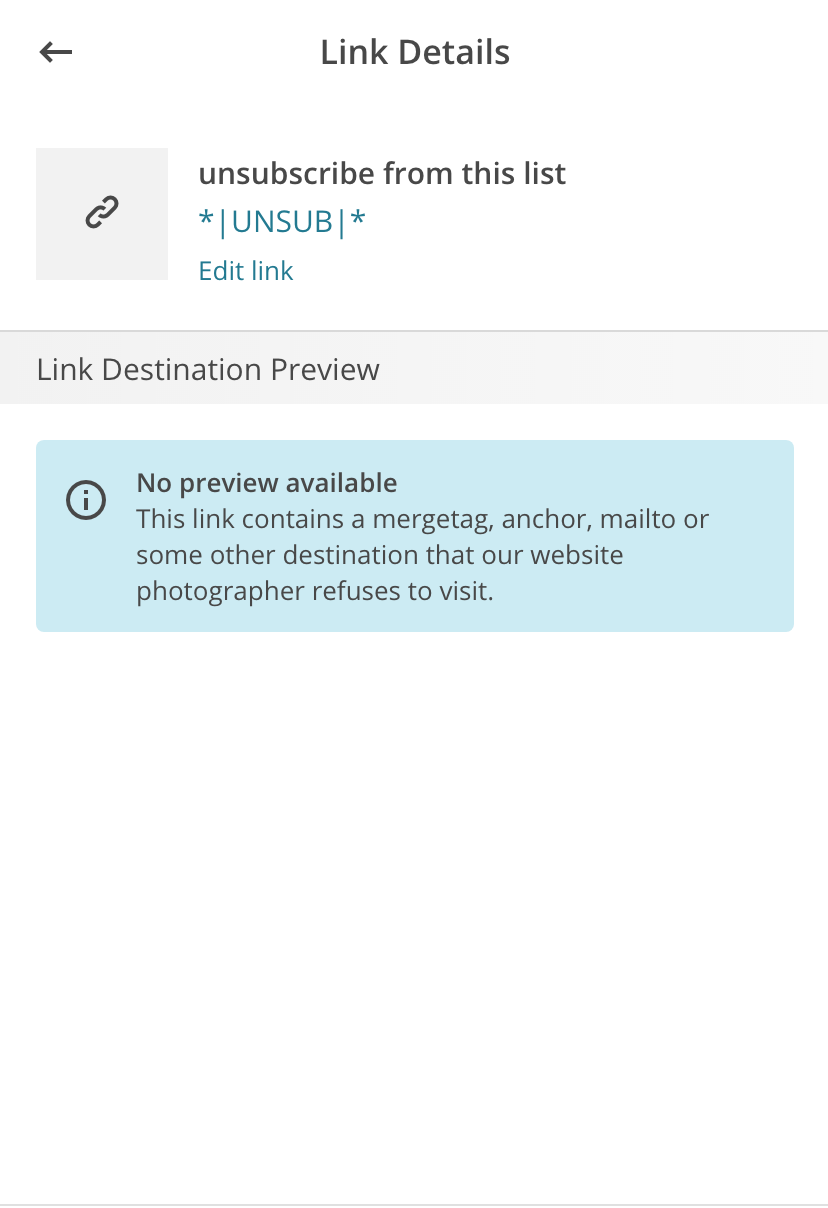 Link Details
unsubscribe from this list
*|UNSUB|*
Edit link
Link Destination Preview
No preview available
This link contains a mergetag, anchor, mailto or
some other destination that our website
photographer refuses to visit.